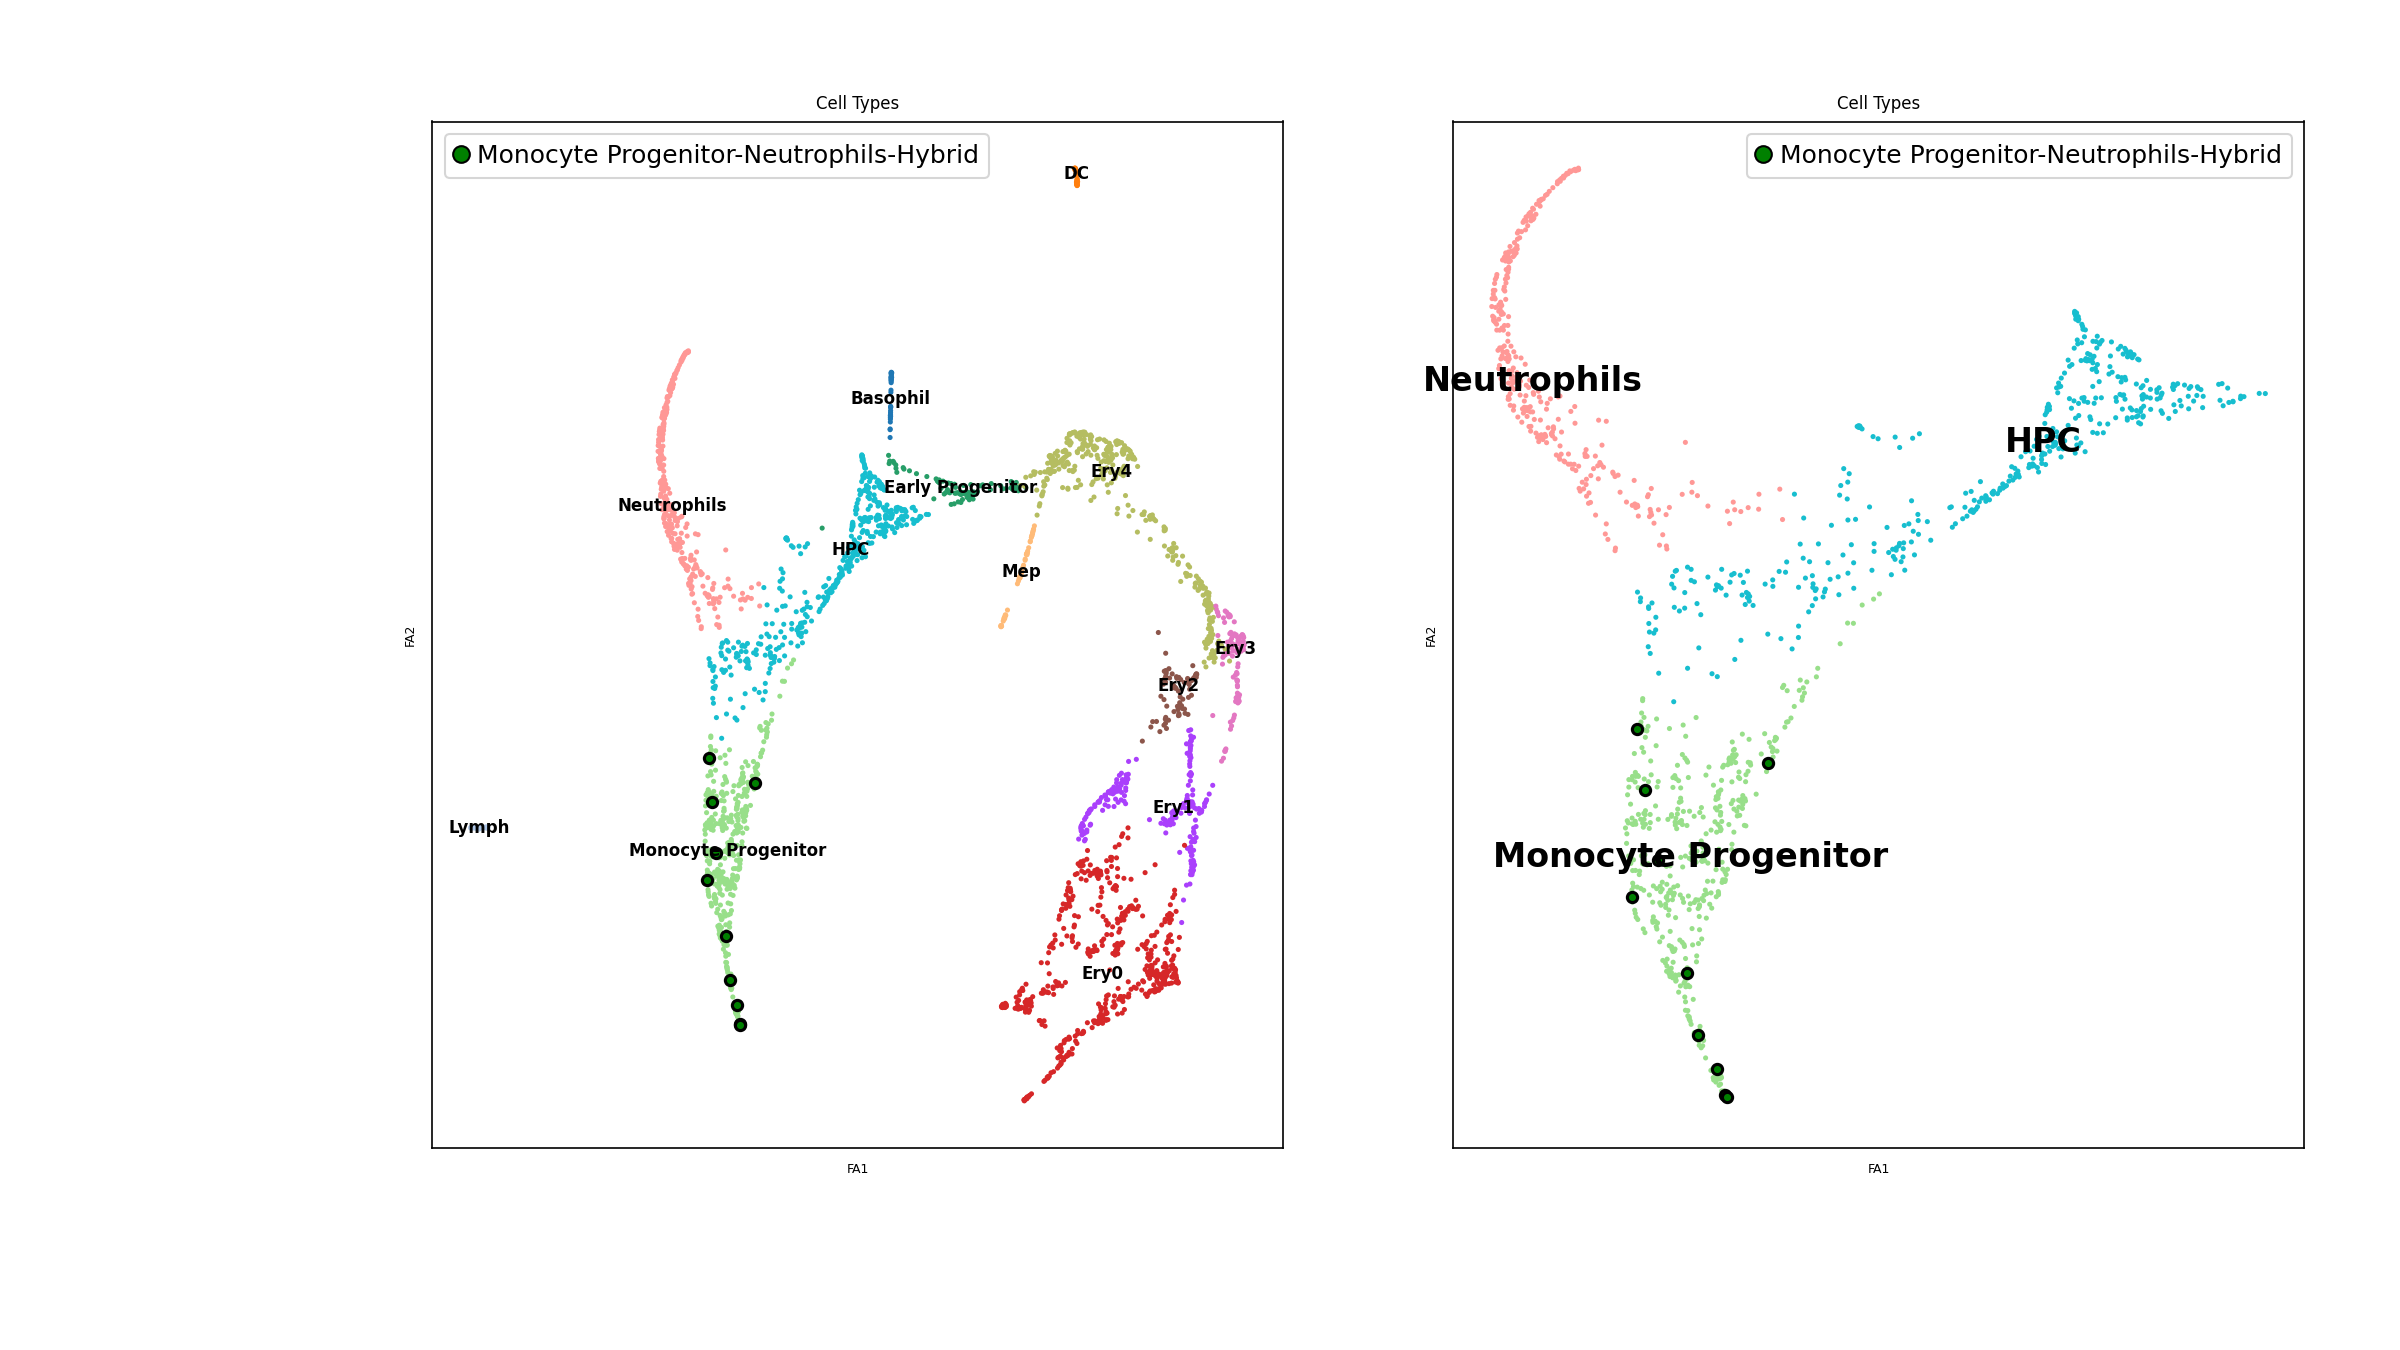 Cell Types
Monocyte Progenitor-Neutrophils-Hybrid
DC
Basophil
Ery4
Early Progenitor
Neutrophils
HPC
Mep
Ery3
Ery2
Ery1
Lymph
Monocyte Progenitor
Ery0
FA2
FA1
Cell Types
Monocyte Progenitor-Neutrophils-Hybrid
Neutrophils
HPC
Monocyte Progenitor
FA2
FA1